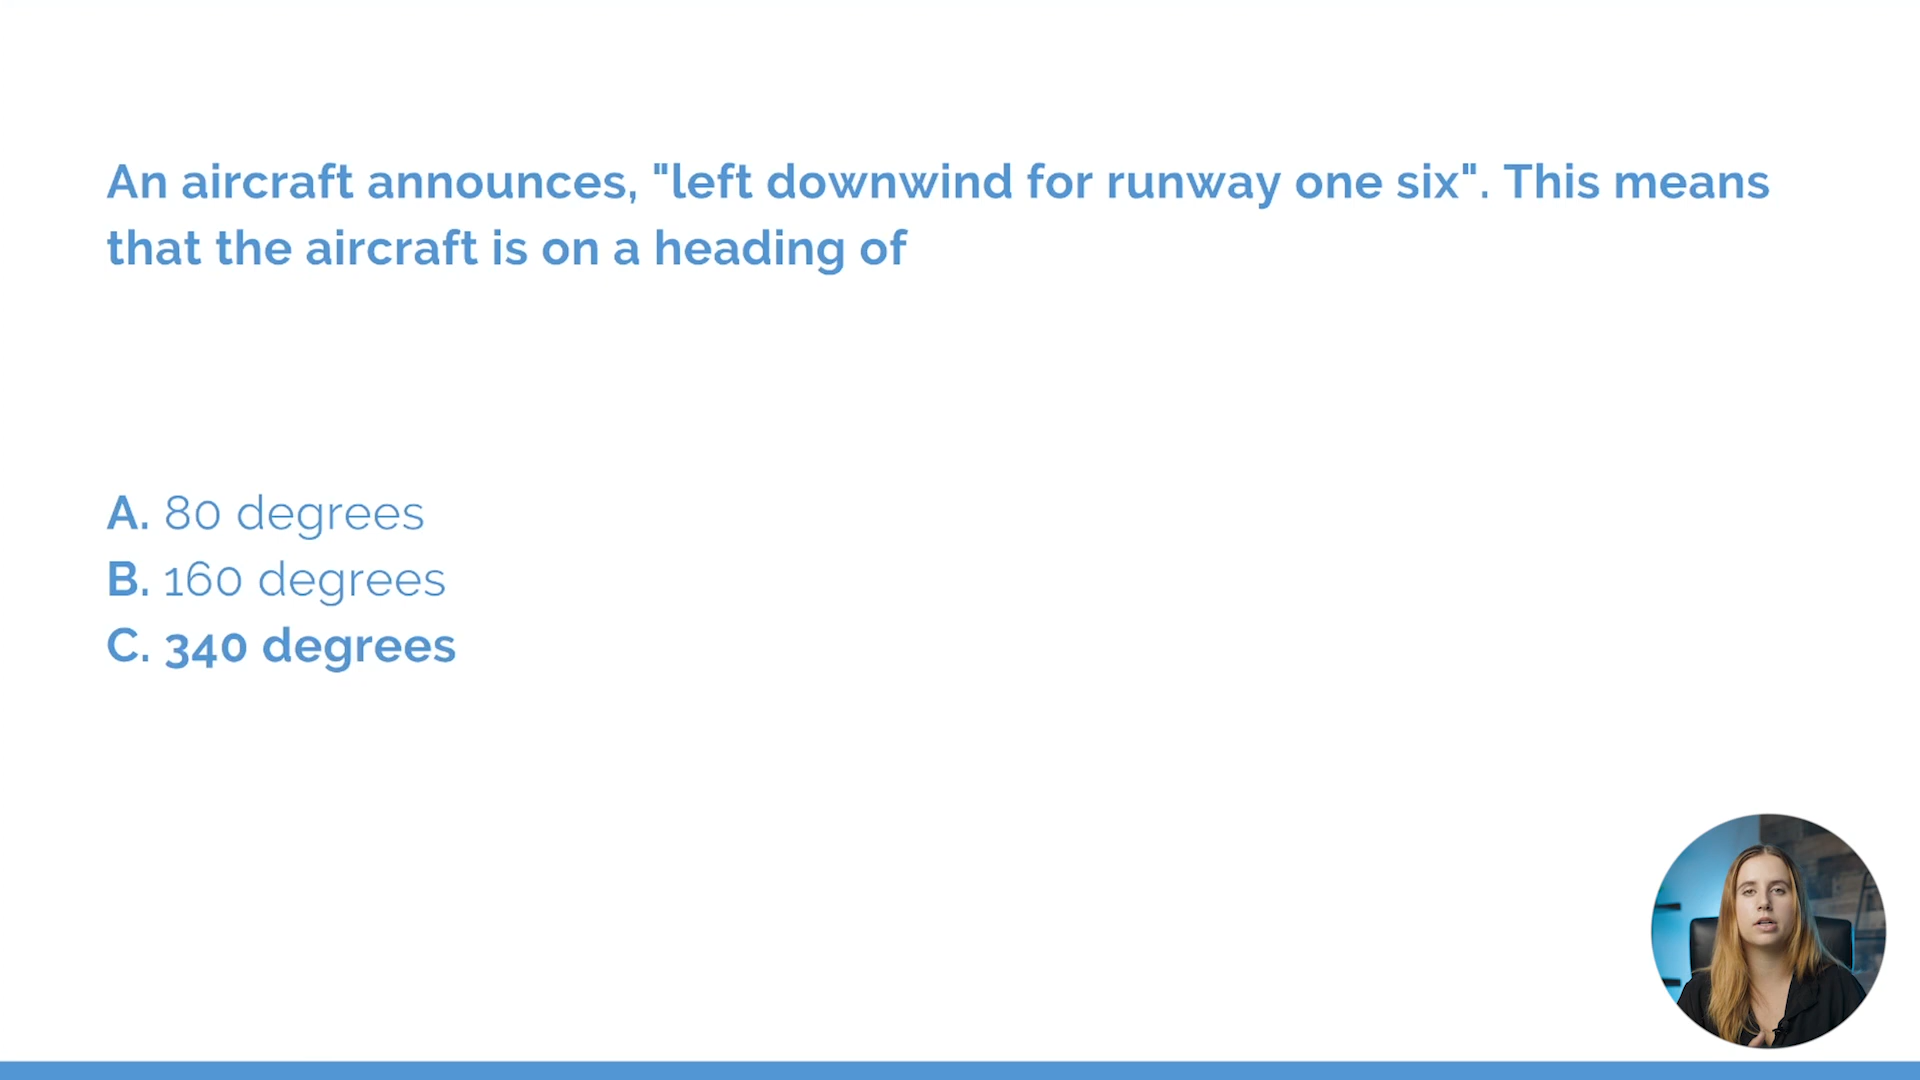 An aircraft announces, "left downwind for runway one six". This means
that the aircraft is on a heading of
A. 80 degrees
B. 160 degrees
C. 340 degrees